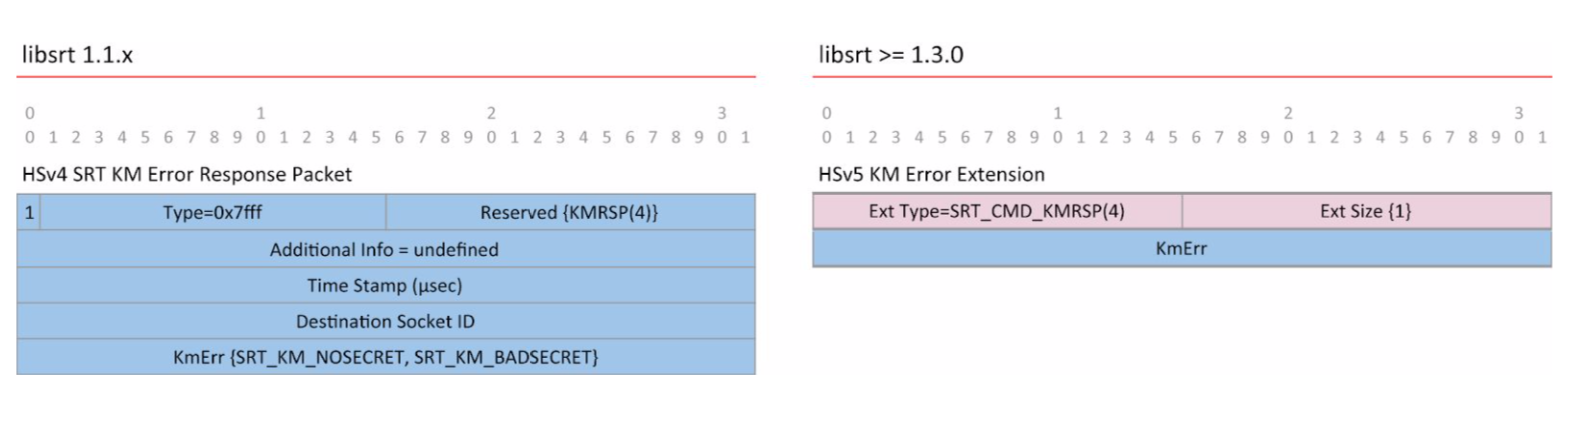 libsrt 1.1.x
0 1 2 3
0 1 2 3 4 5 6 7 8 9 0 1 2 3 4 5 6 7 8 9 0 1 2 3 4 5 6 7 8 9 0 1
HSv4 SRT KM Error Response Packet
1 Type=0x7fff Reserved {KMRSP(4)}
Additional Info = undefined
Time Stamp (μsec)
Destination Socket ID
KmErr {SRT_KM_NOSECRET, SRT_KM_BADSECRET}
libsrt >= 1.3.0
0 1 2 3
0 1 2 3 4 5 6 7 8 9 0 1 2 3 4 5 6 7 8 9 0 1 2 3 4 5 6 7 8 9 0 1
HSv5 KM Error Extension
Ext Type=SRT_CMD_KMRSP(4) Ext Size {1}
KmErr